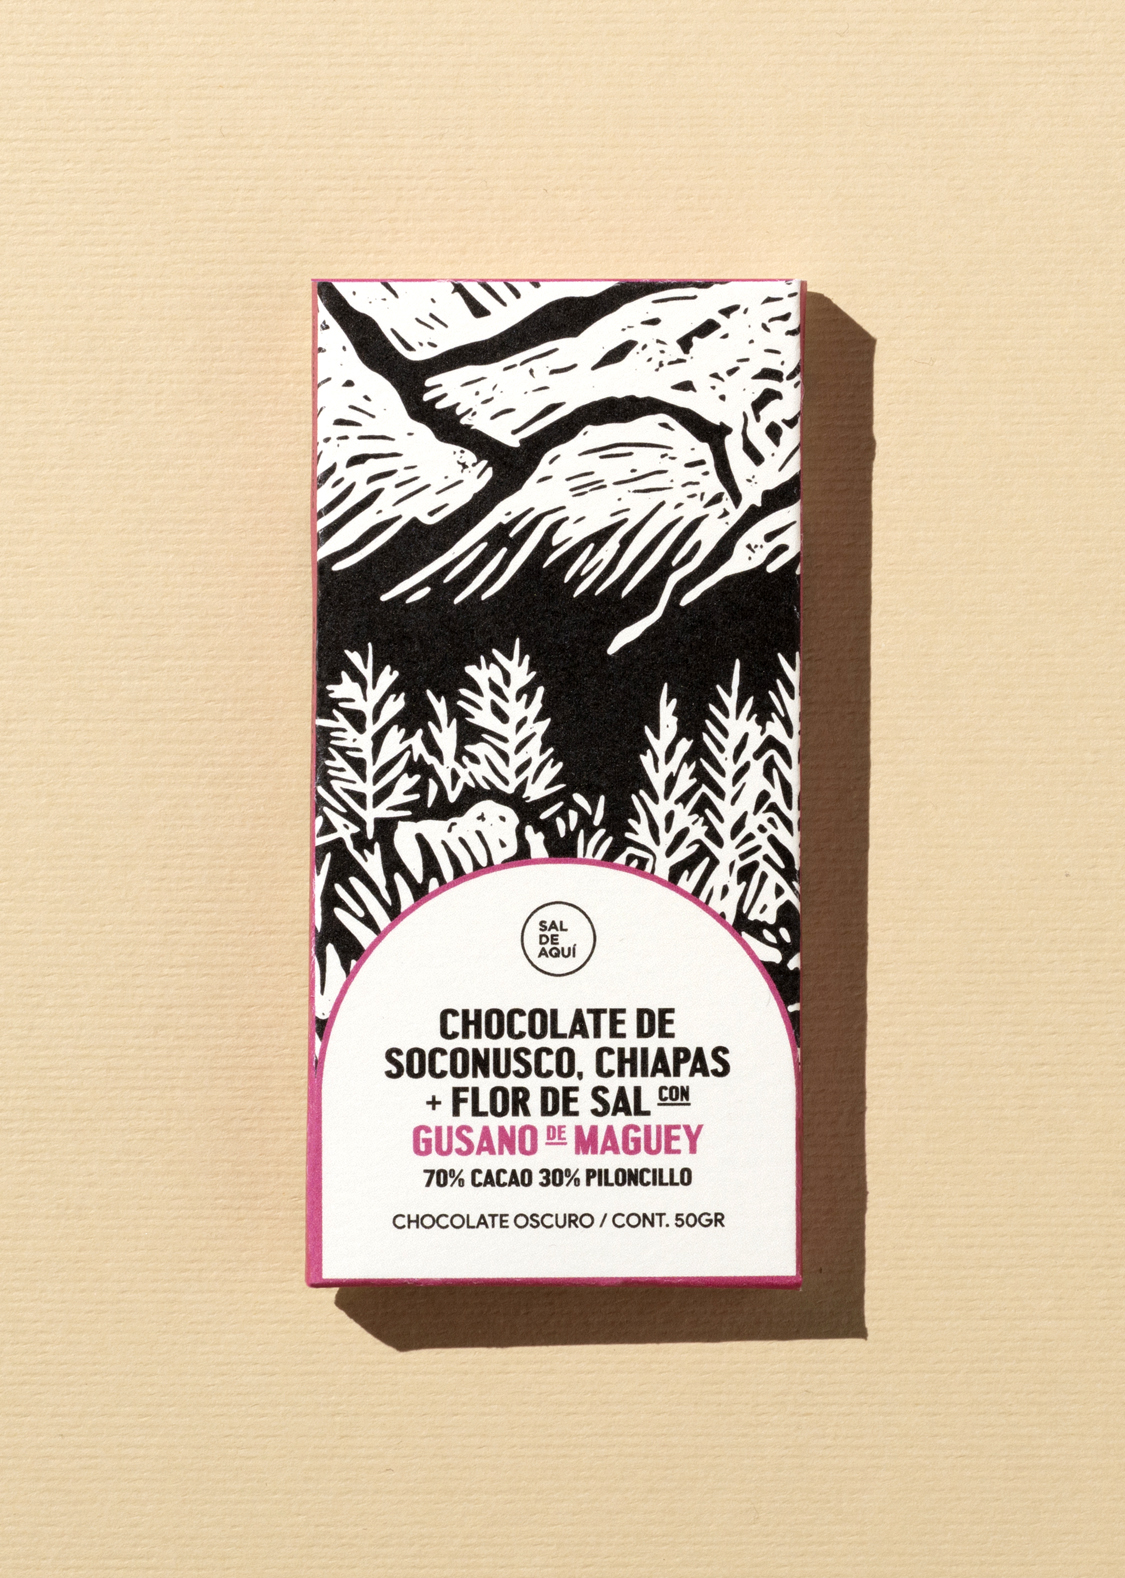 SAL
DE
AQUÍ
CHOCOLATE DE
SOCONUSCO, CHIAPAS
+ FLOR DE SAL CON
GUSANO DE MAGUEY
70% CACAO 30% PILONCILLO
CHOCOLATE OSCURO / CONT. 50GR